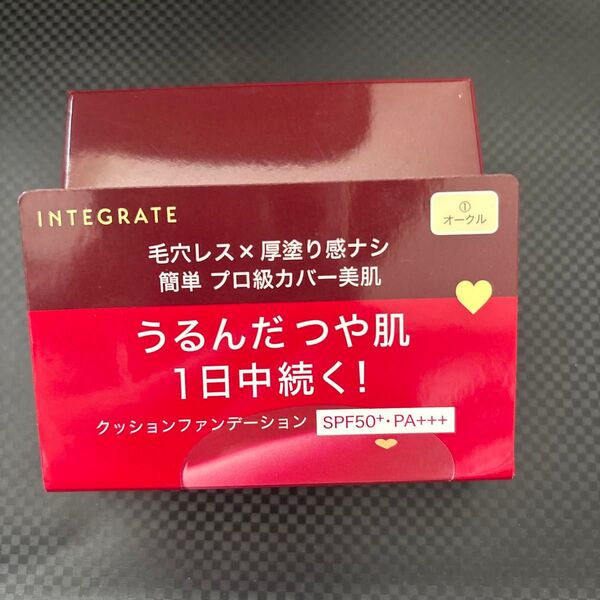 INTEGRATE
①
オークル
毛穴レス×厚塗り感ナシ
簡単 プロ級カバー美肌
うるんだ つや肌
1日中続く!
クッションファンデーション SPF50+・PA+++